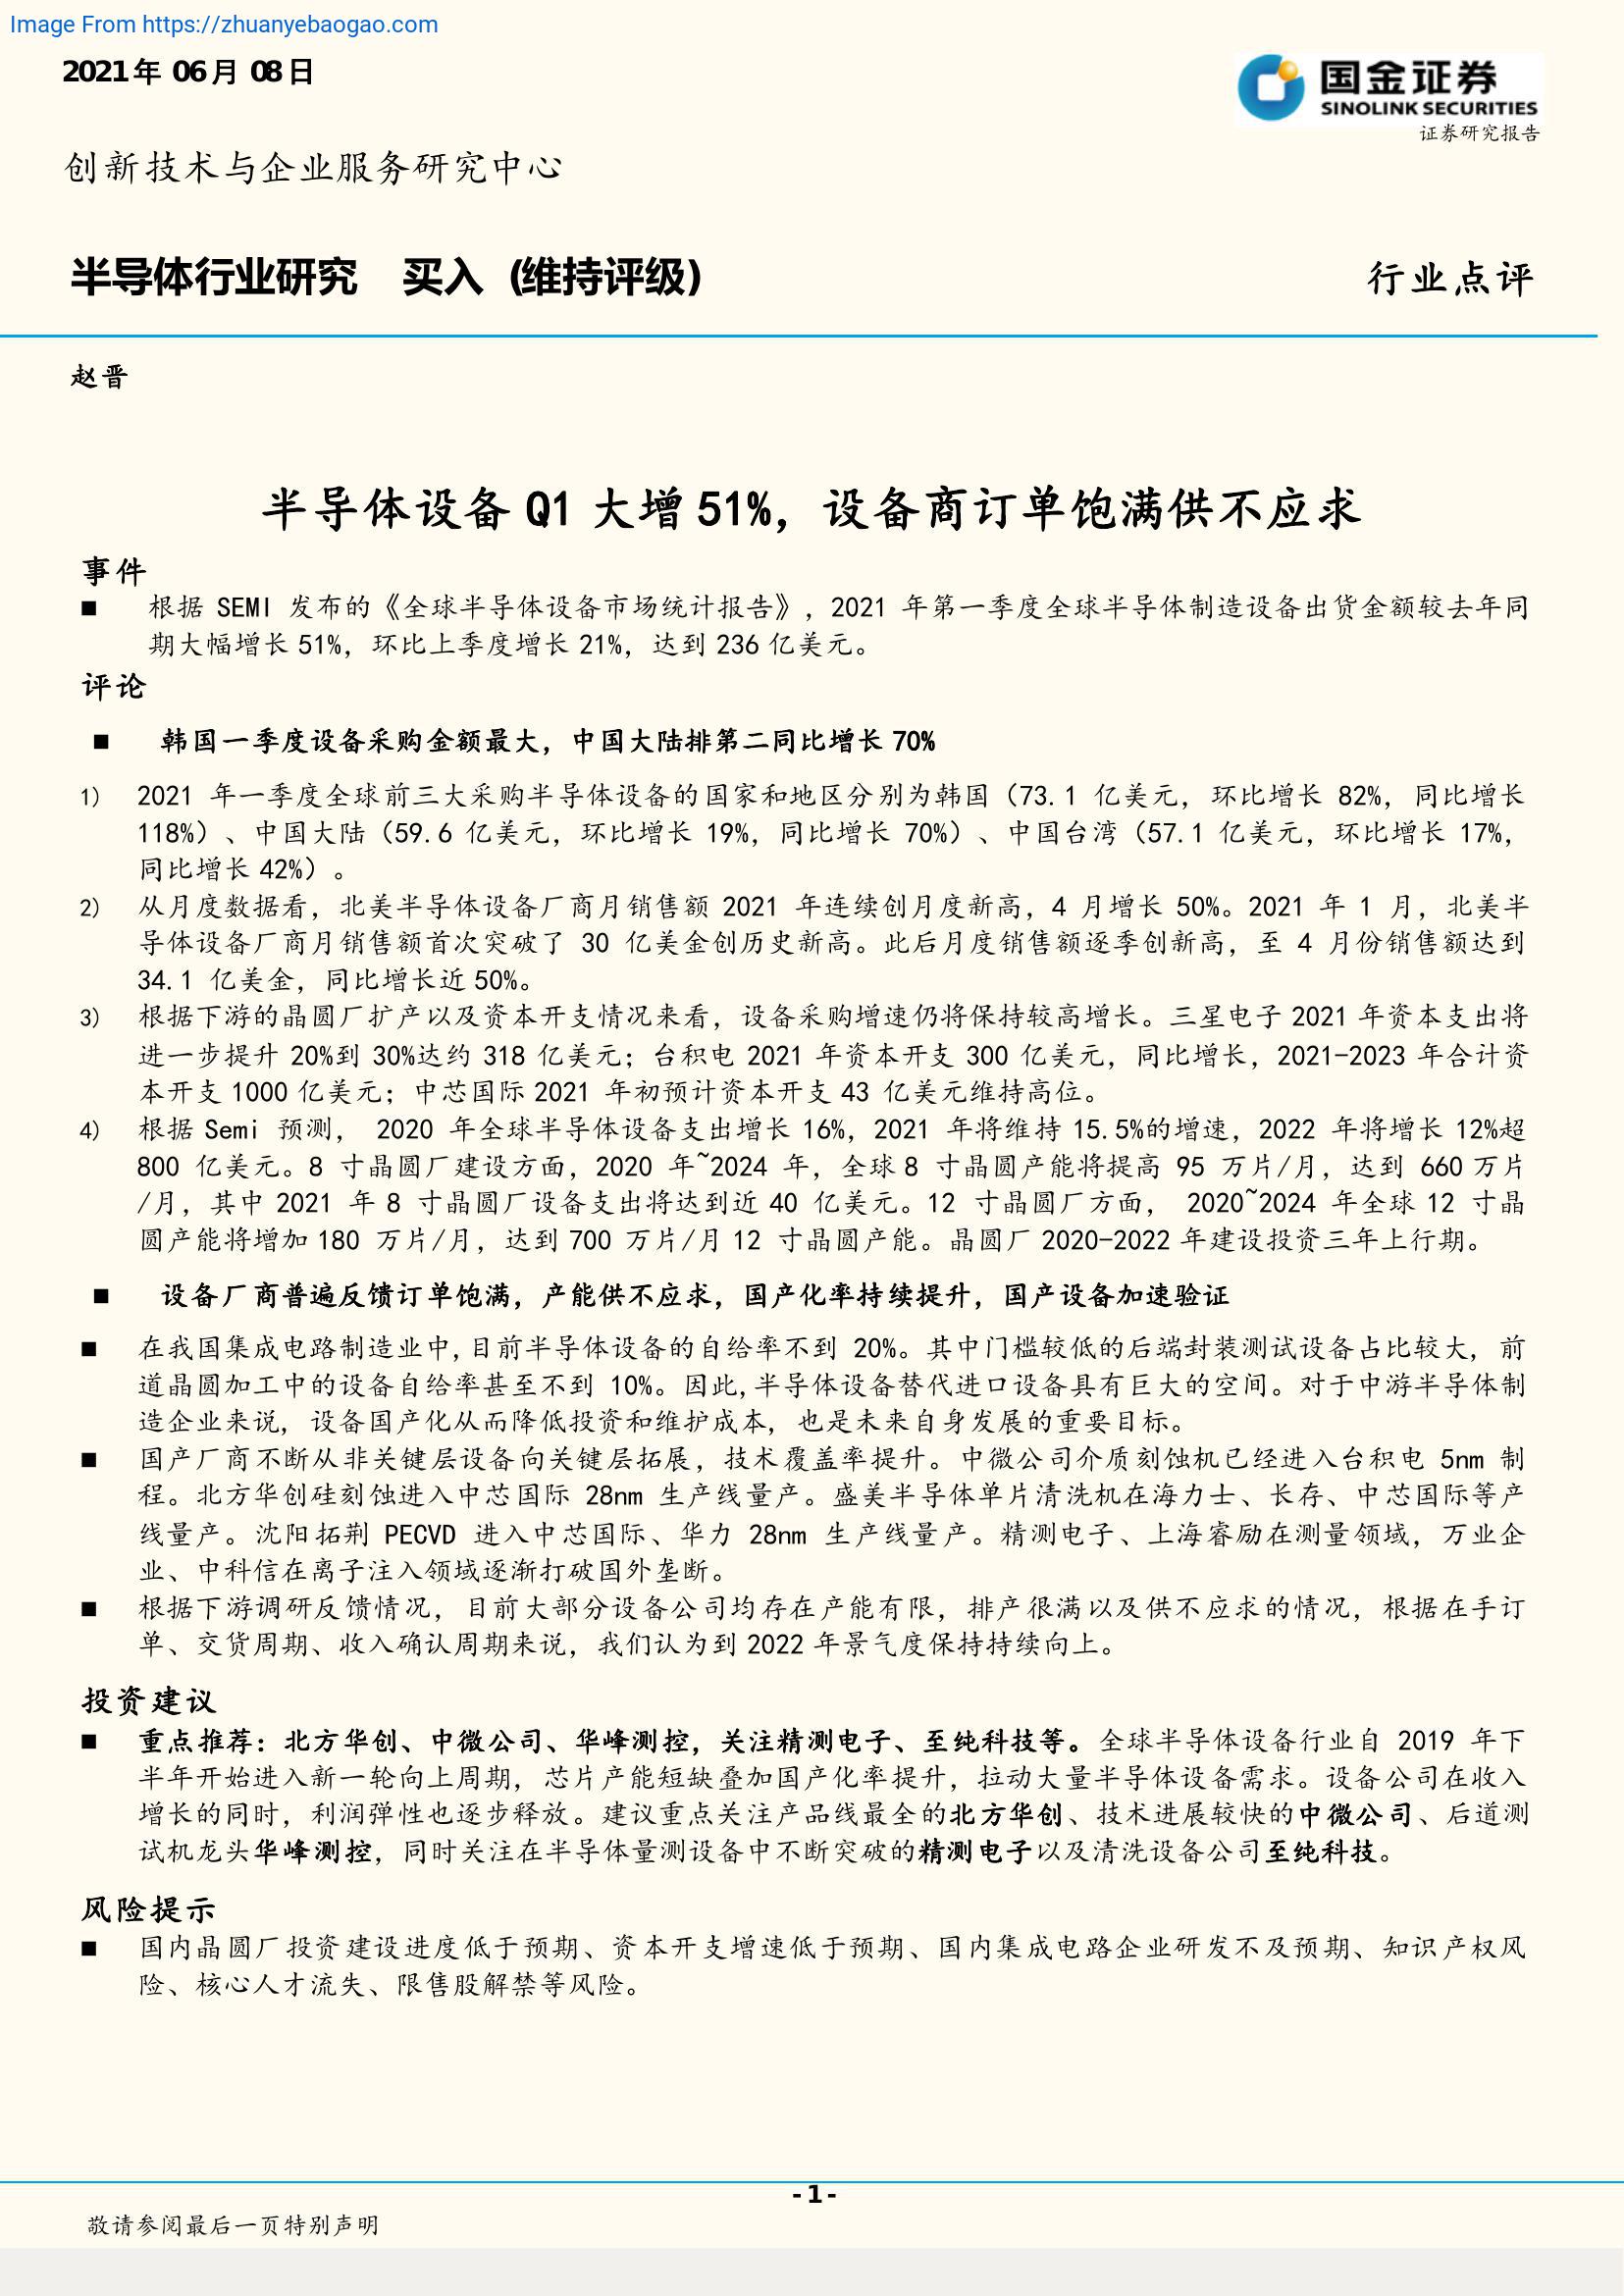 Image From https://zhuanyebaogao.com
2021年 06月 08日
国金证券
SINOLINK SECURITIES
证券研究报告
创新技术与企业服务研究中心
半导体行业研究 买入 (维持评级)
行业点评
赵晋
半导体设备 Q1 大增 51%, 设备商订单饱满供不应求
事件
■ 根据 SEMI 发布的《全球半导体设备市场统计报告》, 2021 年第一季度全球半导体制造设备出货金额较去年同
期大幅增长 51%, 环比上季度增长 21%, 达到 236 亿美元。
评论
■ 韩国一季度设备采购金额最大, 中国大陆排第二同比增长 70%
1) 2021 年一季度全球前三大采购半导体设备的国家和地区分别为韩国（73.1 亿美元, 环比增长 82%, 同比增长
118%）、中国大陆（59.6 亿美元, 环比增长 19%, 同比增长 70%）、中国台湾（57.1 亿美元, 环比增长 17%,
同比增长 42%）。
2) 从月度数据看, 北美半导体设备厂商月销售额 2021 年连续创月度新高, 4 月增长 50%。2021 年 1 月, 北美半
导体设备厂商月销售额首次突破了 30 亿美金创历史新高。此后月度销售额逐季创新高, 至 4 月份销售额达到
34.1 亿美金, 同比增长近 50%。
3) 根据下游的晶圆厂扩产以及资本开支情况来看, 设备采购增速仍将保持较高增长。三星电子 2021 年资本支出将
进一步提升 20%到 30%达约 318 亿美元; 台积电 2021 年资本开支 300 亿美元, 同比增长, 2021-2023 年合计资
本开支 1000 亿美元; 中芯国际 2021 年初预计资本开支 43 亿美元维持高位。
4) 根据 Semi 预测, 2020 年全球半导体设备支出增长 16%, 2021 年将维持 15.5%的增速, 2022 年将增长 12%超
800 亿美元。8 寸晶圆厂建设方面, 2020 年~2024 年, 全球 8 寸晶圆产能将提高 95 万片/月, 达到 660 万片
/月, 其中 2021 年 8 寸晶圆厂设备支出将达到近 40 亿美元。12 寸晶圆厂方面, 2020~2024 年全球 12 寸晶
圆产能将增加 180 万片/月, 达到 700 万片/月 12 寸晶圆产能。晶圆厂 2020-2022 年建设投资三年上行期。
■ 设备厂商普遍反馈订单饱满, 产能供不应求, 国产化率持续提升, 国产设备加速验证
■ 在我国集成电路制造业中,目前半导体设备的自给率不到 20%。其中门槛较低的后端封装测试设备占比较大, 前
道晶圆加工中的设备自给率甚至不到 10%。因此,半导体设备替代进口设备具有巨大的空间。对于中游半导体制
造企业来说, 设备国产化从而降低投资和维护成本, 也是未来自身发展的重要目标。
■ 国产厂商不断从非关键层设备向关键层拓展, 技术覆盖率提升。中微公司介质刻蚀机已经进入台积电 5nm 制
程。北方华创硅刻蚀进入中芯国际 28nm 生产线量产。盛美半导体单片清洗机在海力士、长存、中芯国际等产
线量产。沈阳拓荆 PECVD 进入中芯国际、华力 28nm 生产线量产。精测电子、上海睿励在测量领域, 万业企
业、中科信在离子注入领域逐渐打破国外垄断。
■ 根据下游调研反馈情况, 目前大部分设备公司均存在产能有限, 排产很满以及供不应求的情况, 根据在手订
单、交货周期、收入确认周期来说, 我们认为到 2022 年景气度保持持续向上。
投资建议
■ 重点推荐: 北方华创、中微公司、华峰测控, 关注精测电子、至纯科技等。全球半导体设备行业自 2019 年下
半年开始进入新一轮向上周期, 芯片产能短缺叠加国产化率提升, 拉动大量半导体设备需求。设备公司在收入
增长的同时, 利润弹性也逐步释放。建议重点关注产品线最全的北方华创、技术进展较快的中微公司、后道测
试机龙头华峰测控, 同时关注在半导体量测设备中不断突破的精测电子以及清洗设备公司至纯科技。
风险提示
■ 国内晶圆厂投资建设进度低于预期、资本开支增速低于预期、国内集成电路企业研发不及预期、知识产权风
险、核心人才流失、限售股解禁等风险。
- 1 -
敬请参阅最后一页特别声明